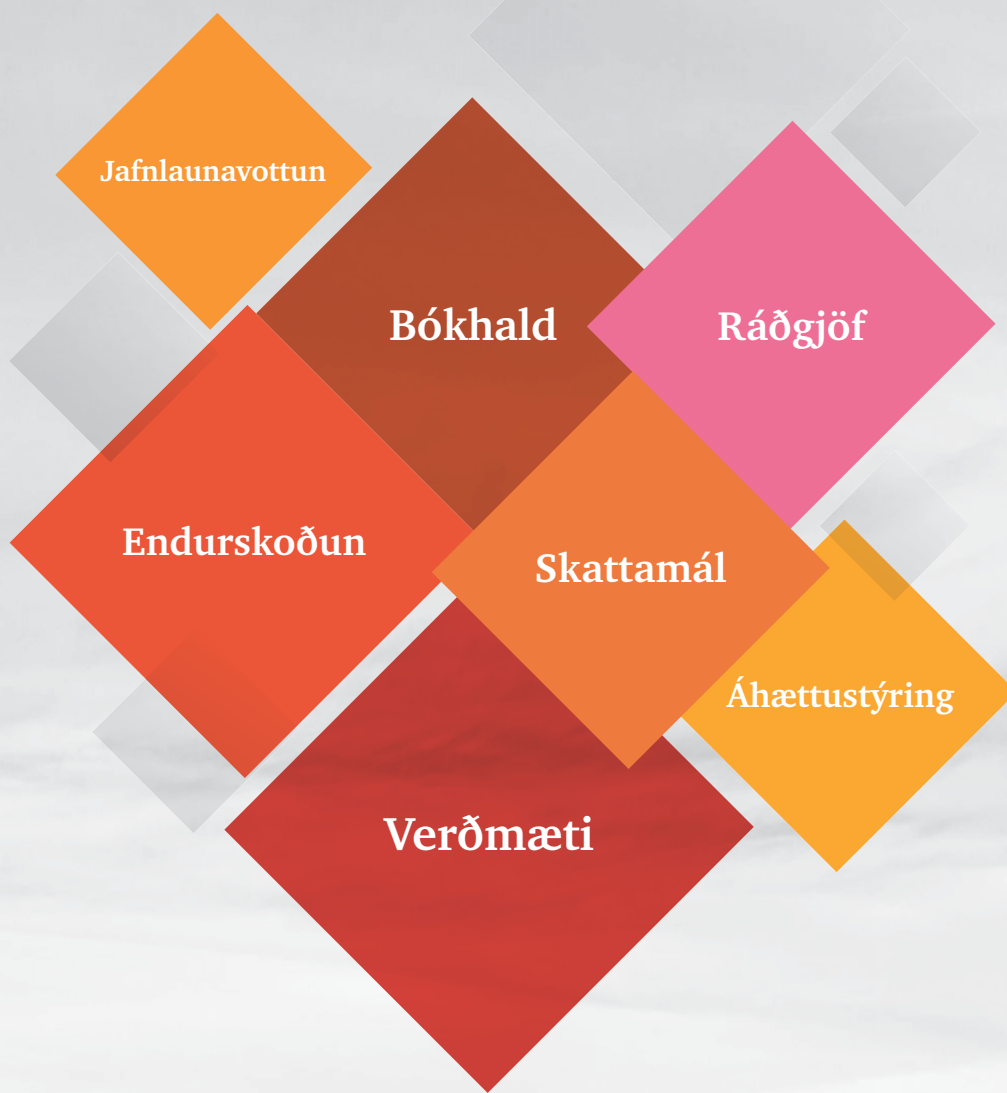 Jafnlaunavottun
Bókhald
Ráðgjöf
Endurskoðun
Skattamál
Áhættustýring
Verðmæti